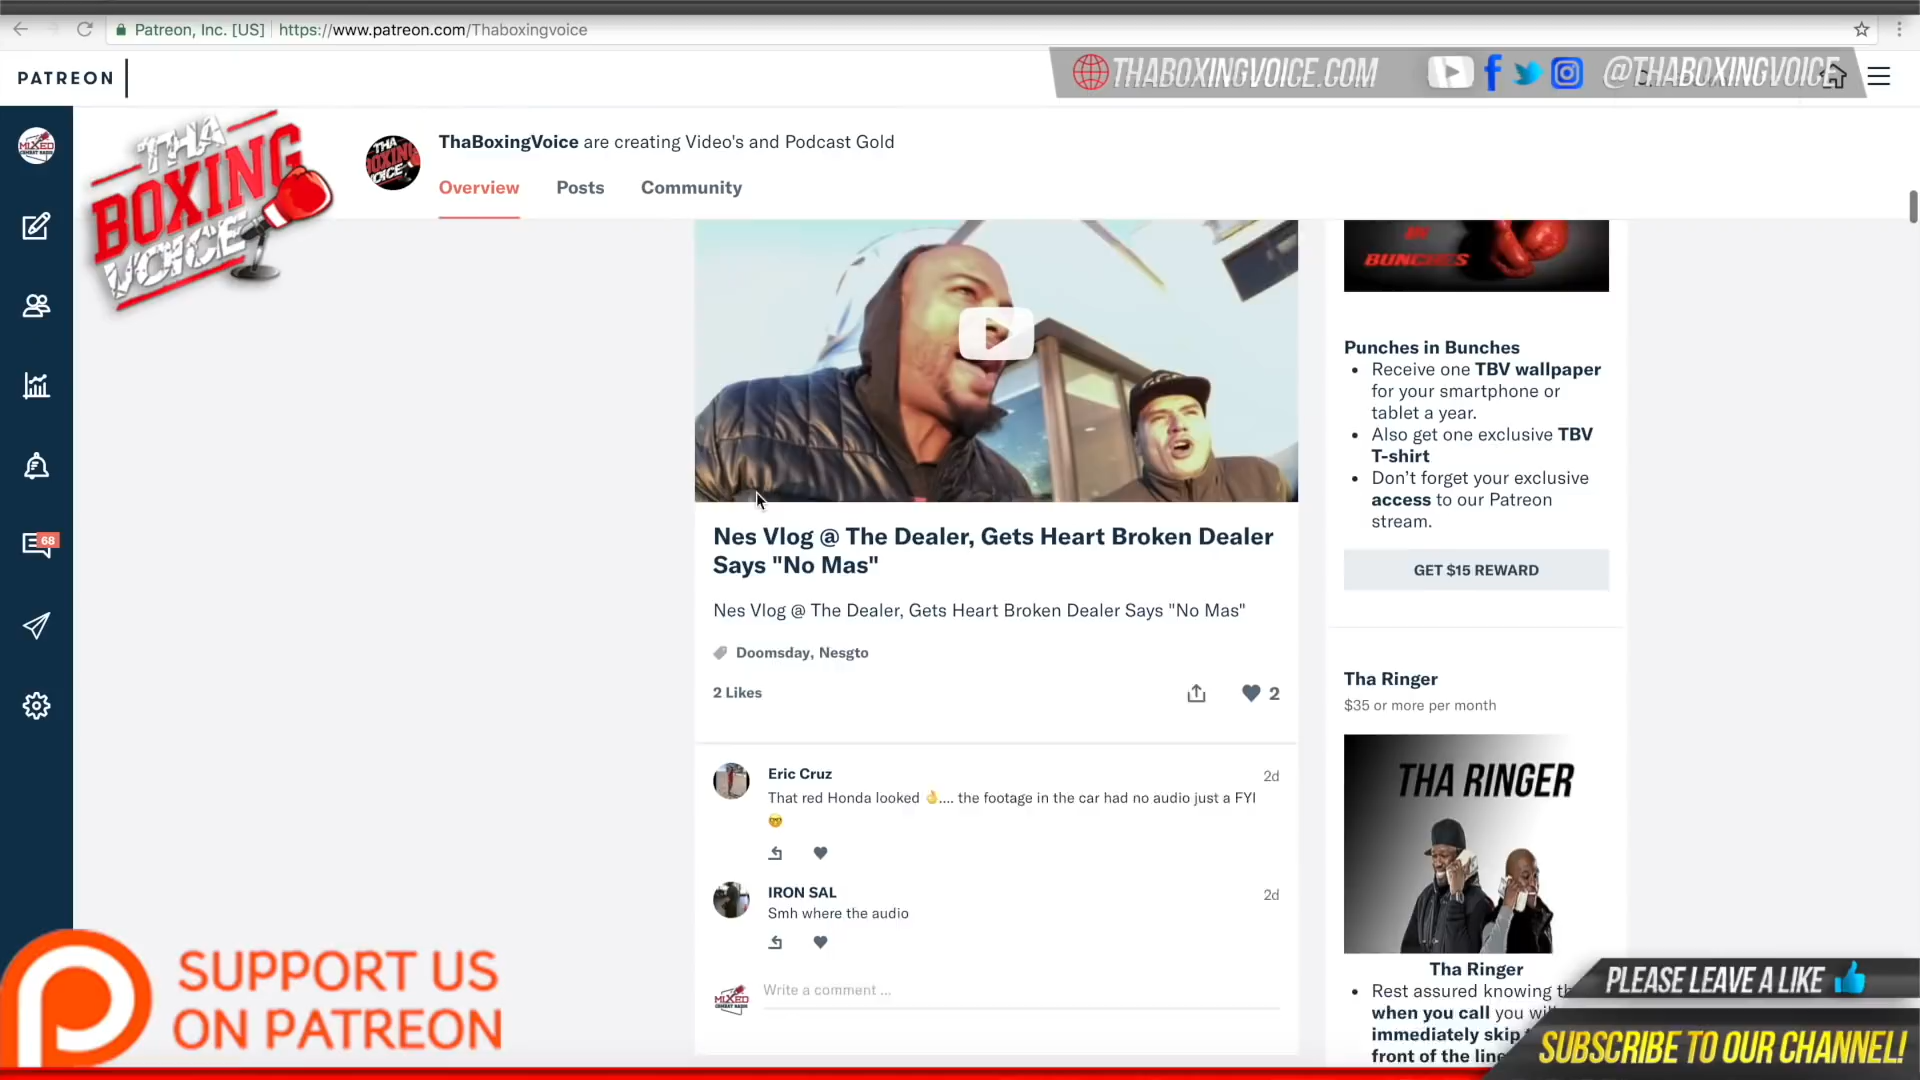 Patreon, Inc. [US] https://www.patreon.com/Thaboxingvoice
PATREON
THABOXINGVOICE.COM @THABOXINGVOICE
THA BOXING VOICE
ThaBoxingVoice are creating Video's and Podcast Gold
Overview Posts Community
68
Nes Vlog @ The Dealer, Gets Heart Broken Dealer
Says "No Mas"
Nes Vlog @ The Dealer, Gets Heart Broken Dealer Says "No Mas"
Doomsday, Nesgto
2 Likes
2
Eric Cruz 2d
That red Honda looked 👌.... the footage in the car had no audio just a FYI
🤓
IRON SAL 2d
Smh where the audio
MIXED
Write a comment ...
IN
BUNCHES
Punches in Bunches
• Receive one TBV wallpaper
for your smartphone or
tablet a year.
• Also get one exclusive TBV
T-shirt
• Don't forget your exclusive
access to our Patreon
stream.
GET $15 REWARD
Tha Ringer
$35 or more per month
THA RINGER
Tha Ringer
• Rest assured knowing
when you call you
immediately skip
front of the line
SUPPORT US
ON PATREON
PLEASE LEAVE A LIKE
SUBSCRIBE TO OUR CHANNEL!